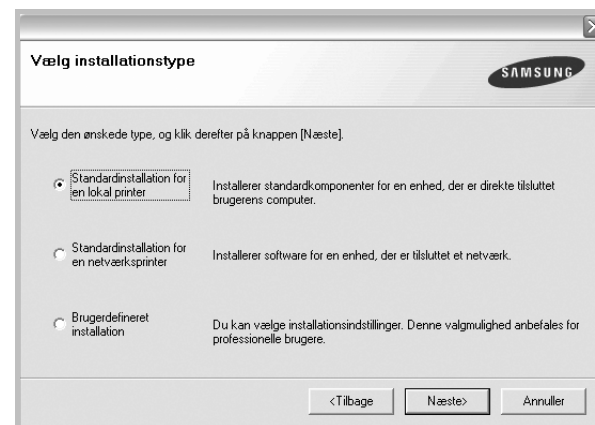 Vælg installationstype
SAMSUNG
Vælg den ønskede type, og klik derefter på knappen [Næste].
Standardinstallation for
en lokal printer
Installerer standardkomponenter for en enhed, der er direkte tilsluttet
brugerens computer.
Standardinstallation for
en netværksprinter
Installerer software for en enhed, der er tilsluttet et netværk.
Brugerdefineret
installation
Du kan vælge installationsindstillinger. Denne valgmulighed anbefales for
professionelle brugere.
<Tilbage
Næste>
Annuller